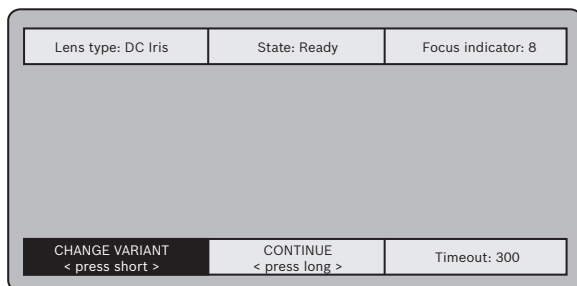 Lens type: DC Iris
State: Ready
Focus indicator: 8
CHANGE VARIANT
< press short >
CONTINUE
< press long >
Timeout: 300